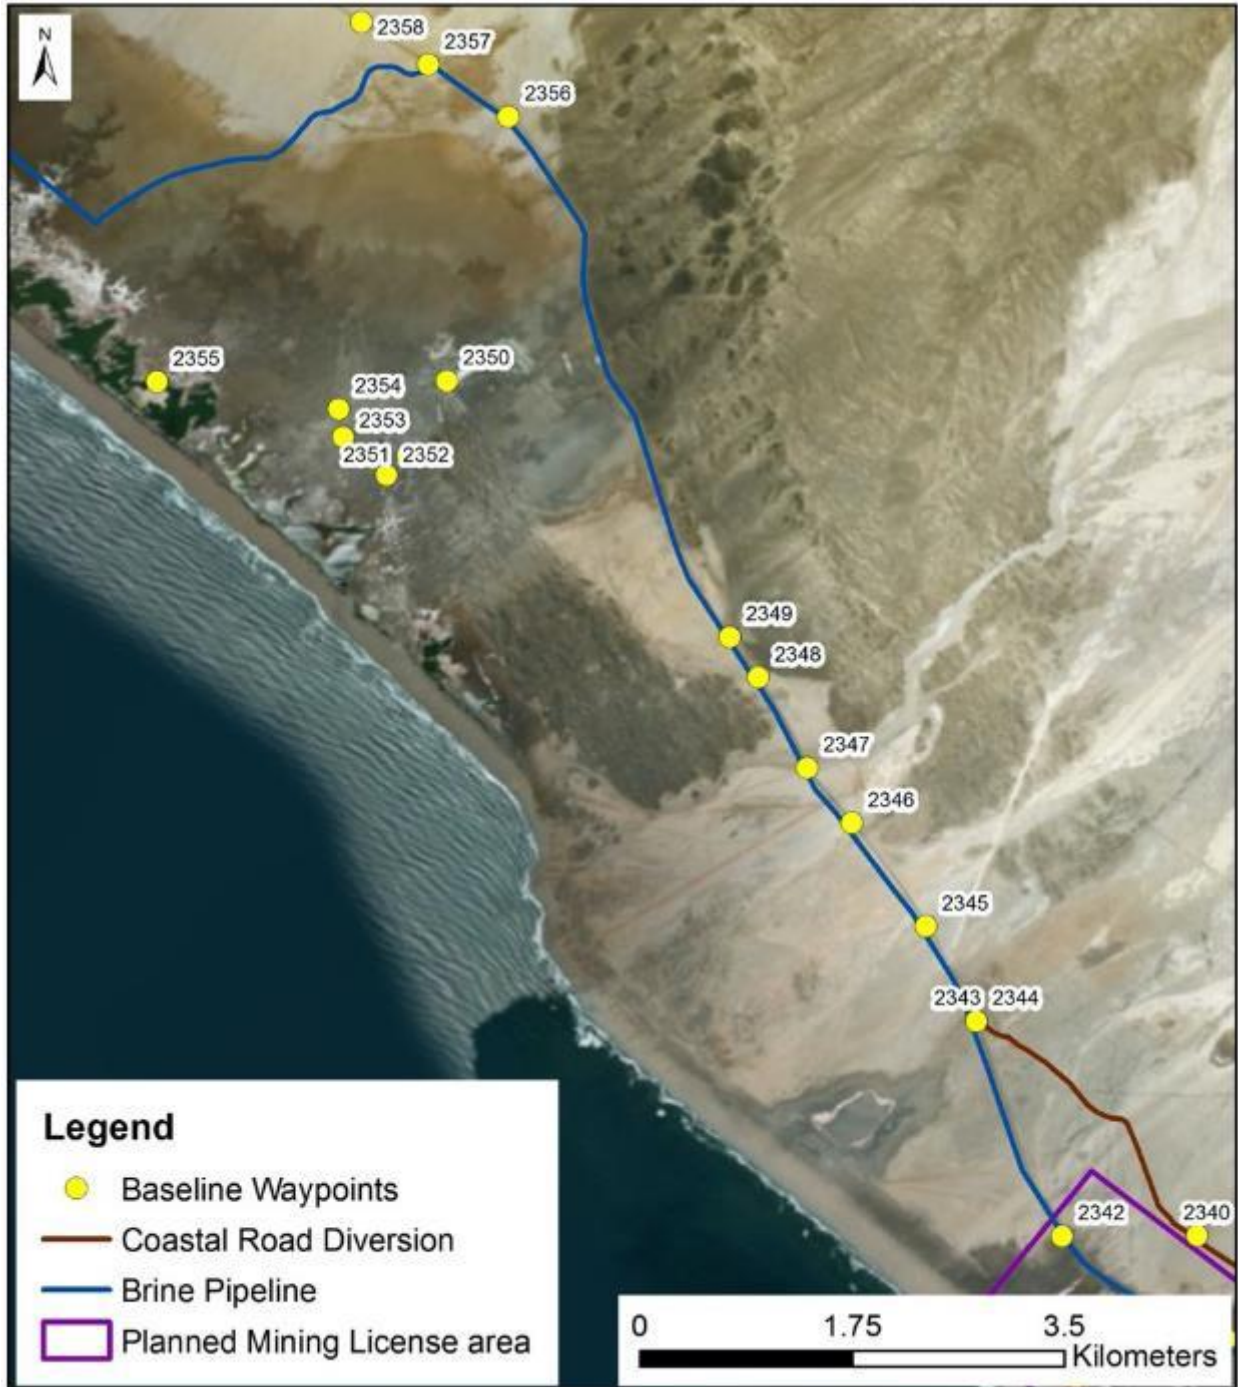 N
2358
2357
2356
2355
2350
2354
2353
2351 2352
2349
2348
2347
2346
2345
2343 2344
2342 2340
Legend
Baseline Waypoints
Coastal Road Diversion
Brine Pipeline
Planned Mining License area
0 1.75 3.5
Kilometers